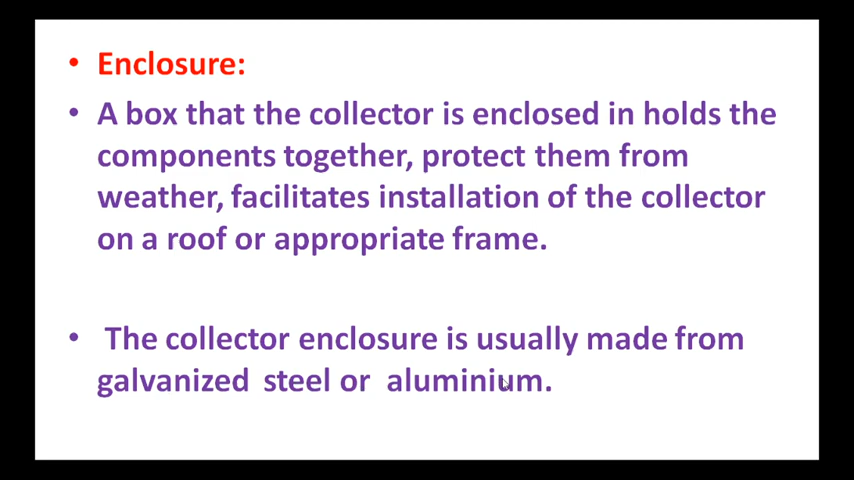 • Enclosure:
• A box that the collector is enclosed in holds the
components together, protect them from
weather, facilitates installation of the collector
on a roof or appropriate frame.
• The collector enclosure is usually made from
galvanized steel or aluminium.